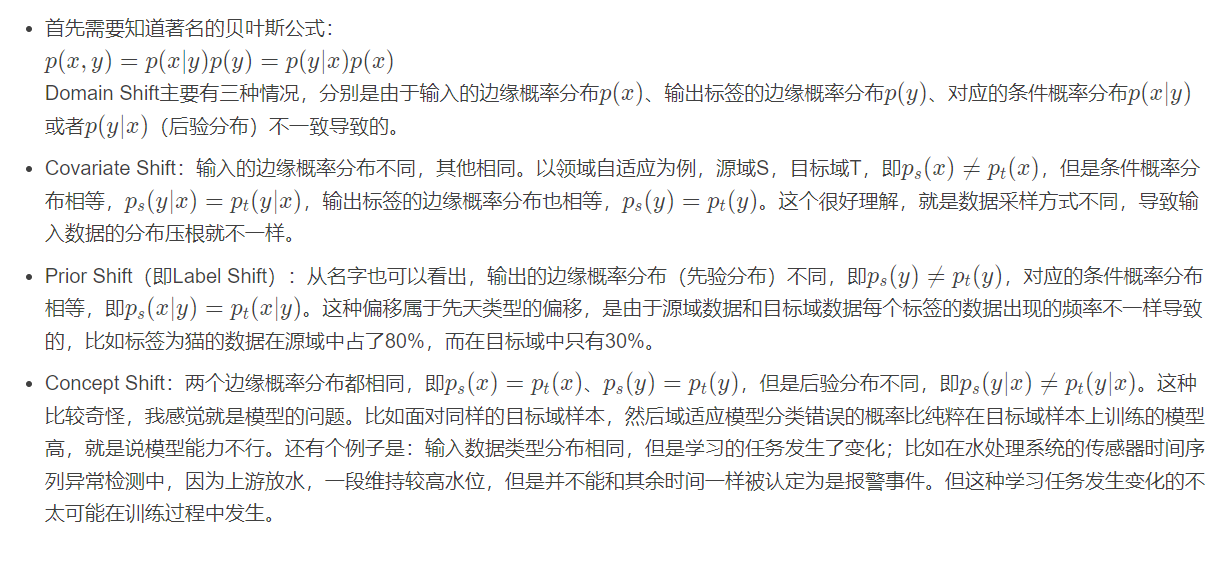 • 首先需要知道著名的贝叶斯公式：
p(x, y) = p(x|y)p(y) = p(y|x)p(x)
Domain Shift主要有三种情况，分别是由于输入的边缘概率分布p(x)、输出标签的边缘概率分布p(y)、对应的条件概率分布p(x|y)
或者p(y|x)（后验分布）不一致导致的。
• Covariate Shift：输入的边缘概率分布不同，其他相同。以领域自适应为例，源域S，目标域T，即pₛ(x) ≠ pₜ(x)，但是条件概率分
布相等，pₛ(y|x) = pₜ(y|x)，输出标签的边缘概率分布也相等，pₛ(y) = pₜ(y)。这个很好理解，就是数据采样方式不同，导致输
入数据的分布压根就不一样。
• Prior Shift（即Label Shift）：从名字也可以看出，输出的边缘概率分布（先验分布）不同，即pₛ(y) ≠ pₜ(y)，对应的条件概率分布
相等，即pₛ(x|y) = pₜ(x|y)。这种偏移属于先天类型的偏移，是由于源域数据和目标域数据每个标签的数据出现的频率不一样导致
的，比如标签为猫的数据在源域中占了80%，而在目标域中只有30%。
• Concept Shift：两个边缘概率分布都相同，即pₛ(x) = pₜ(x)、pₛ(y) = pₜ(y)，但是后验分布不同，即pₛ(y|x) ≠ pₜ(y|x)。这种
比较奇怪，我感觉就是模型的问题。比如面对同样的目标域样本，然后域适应模型分类错误的概率比纯粹在目标域样本上训练的模型
高，就是说模型能力不行。还有个例子是：输入数据类型分布相同，但是学习的任务发生了变化；比如在水处理系统的传感器时间序
列异常检测中，因为上游放水，一段维持较高水位，但是并不能和其余时间一样被认定为是报警事件。但这种学习任务发生变化的不
太可能在训练过程中发生。